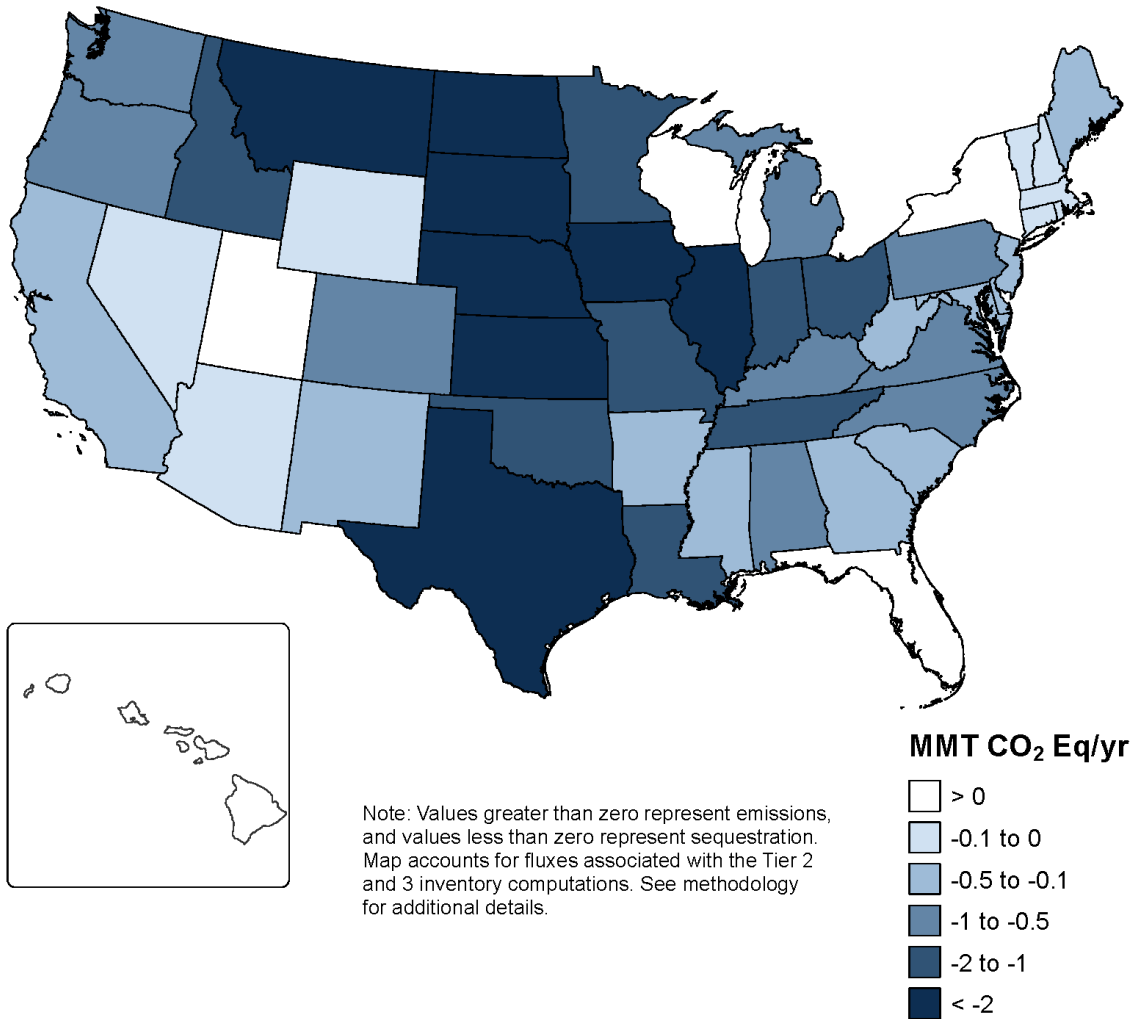 Note: Values greater than zero represent emissions,
and values less than zero represent sequestration.
Map accounts for fluxes associated with the Tier 2
and 3 inventory computations. See methodology
for additional details.
MMT CO₂ Eq/yr
> 0
-0.1 to 0
-0.5 to -0.1
-1 to -0.5
-2 to -1
< -2